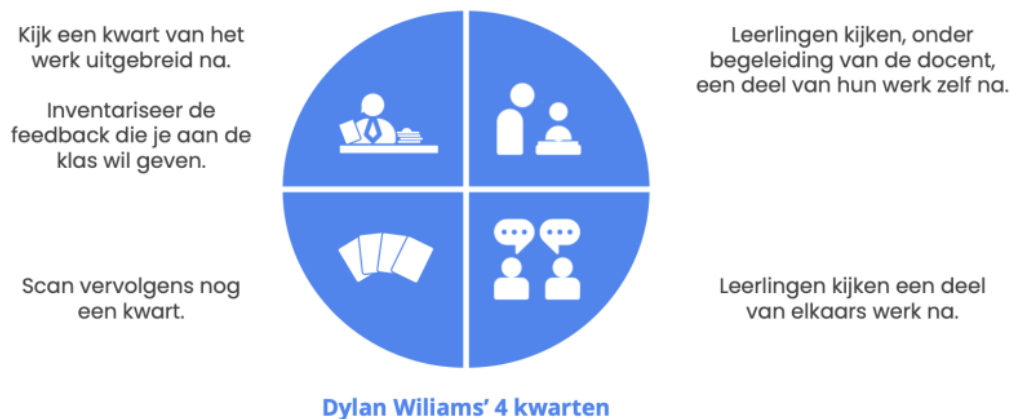 Kijk een kwart van het
werk uitgebreid na.
Inventariseer de
feedback die je aan de
klas wil geven.
Leerlingen kijken, onder
begeleiding van de docent,
een deel van hun werk zelf na.
Scan vervolgens nog
een kwart.
Leerlingen kijken een deel
van elkaars werk na.
Dylan Wiliams’ 4 kwarten